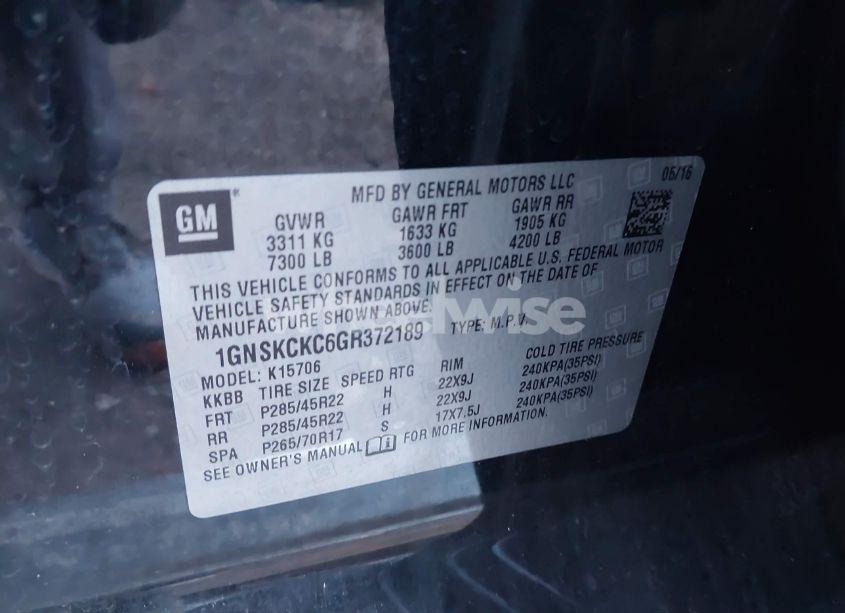 MFD BY GENERAL MOTORS LLC 05/16
GM®
GVWR GAWR FRT GAWR RR
3311 KG 1633 KG 1905 KG
7300 LB 3600 LB 4200 LB
THIS VEHICLE CONFORMS TO ALL APPLICABLE U.S. FEDERAL MOTOR
VEHICLE SAFETY STANDARDS IN EFFECT ON THE DATE OF
MANUFACTURE SHOWN ABOVE.
1GNSKCKC6GR372189 TYPE: M.P.V.
MODEL: K15706
KKBB TIRE SIZE SPEED RTG RIM COLD TIRE PRESSURE
FRT P285/45R22 H 22X9J 240KPA(35PSI)
RR P285/45R22 H 22X9J 240KPA(35PSI)
SPA P265/70R17 S 17X7.5J 240KPA(35PSI)
SEE OWNER'S MANUAL FOR MORE INFORMATION.